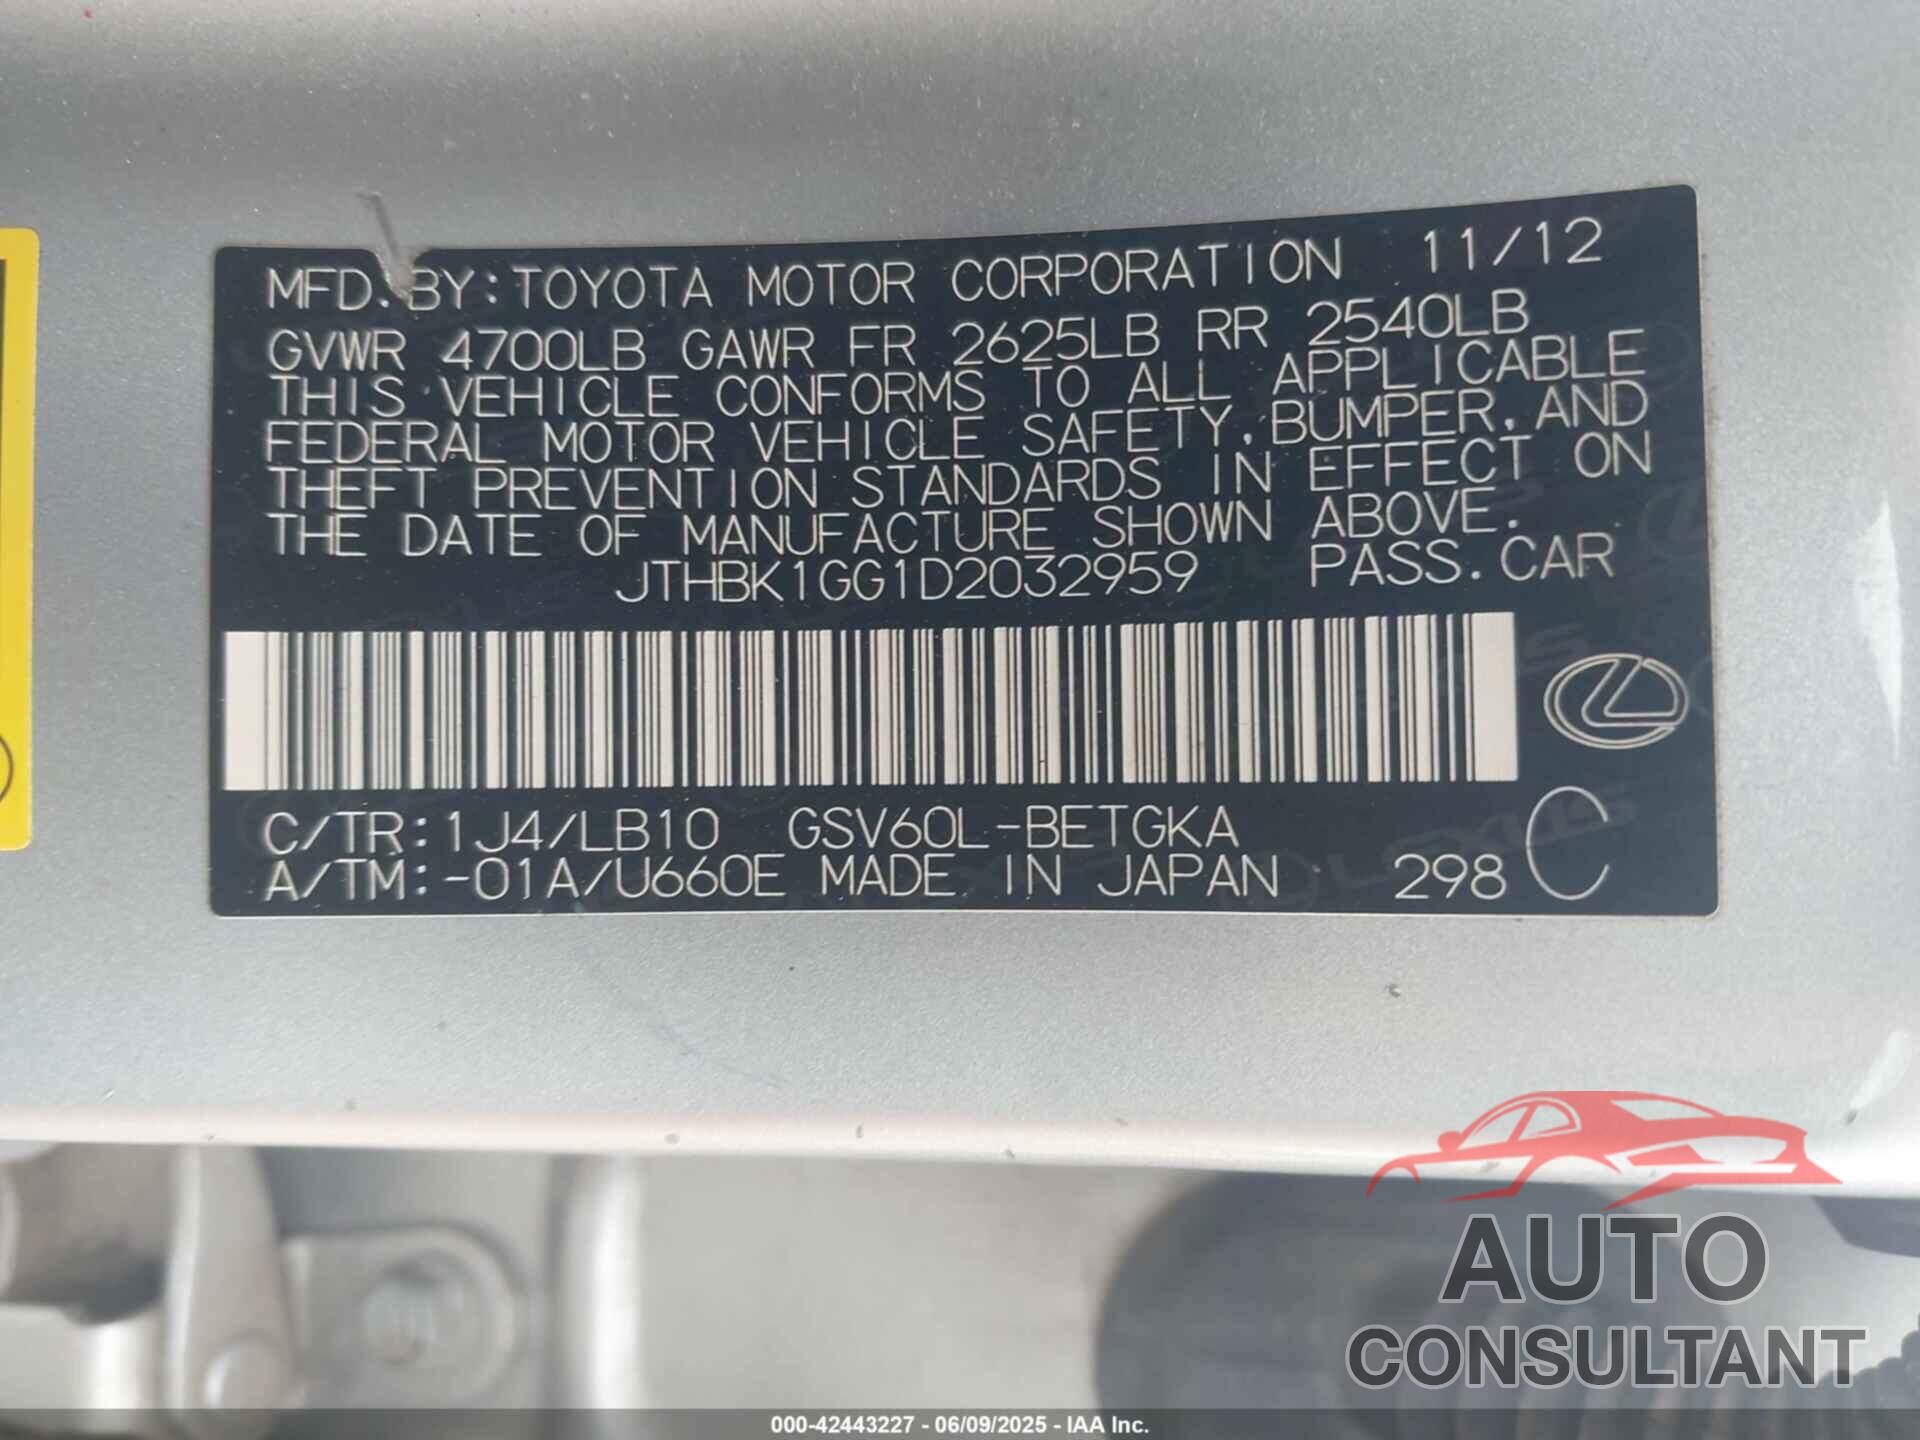 MFD. BY: TOYOTA MOTOR CORPORATION 11/12
GVWR 4700LB GAWR FR 2625LB RR 2540LB
THIS VEHICLE CONFORMS TO ALL APPLICABLE
FEDERAL MOTOR VEHICLE SAFETY, BUMPER, AND
THEFT PREVENTION STANDARDS IN EFFECT ON
THE DATE OF MANUFACTURE SHOWN ABOVE.
JTHBK1GG1D2032959 PASS. CAR
C/TR: 1J4/LB10 GSV60L-BETGKA
A/TM: -01A/U660E MADE IN JAPAN 298 C
AUTO
CONSULTANT
000-42443227 - 06/09/2025 - IAA Inc.